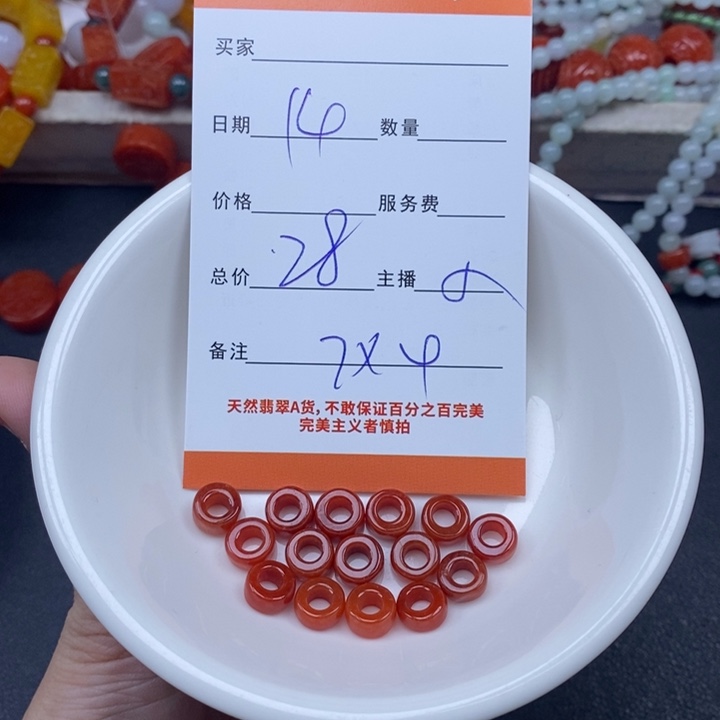 买家
日期 14 数量
价格 服务费
总价 28 主播
备注 7x4
天然翡翠A货,不敢保证百分之百完美
完美主义者慎拍